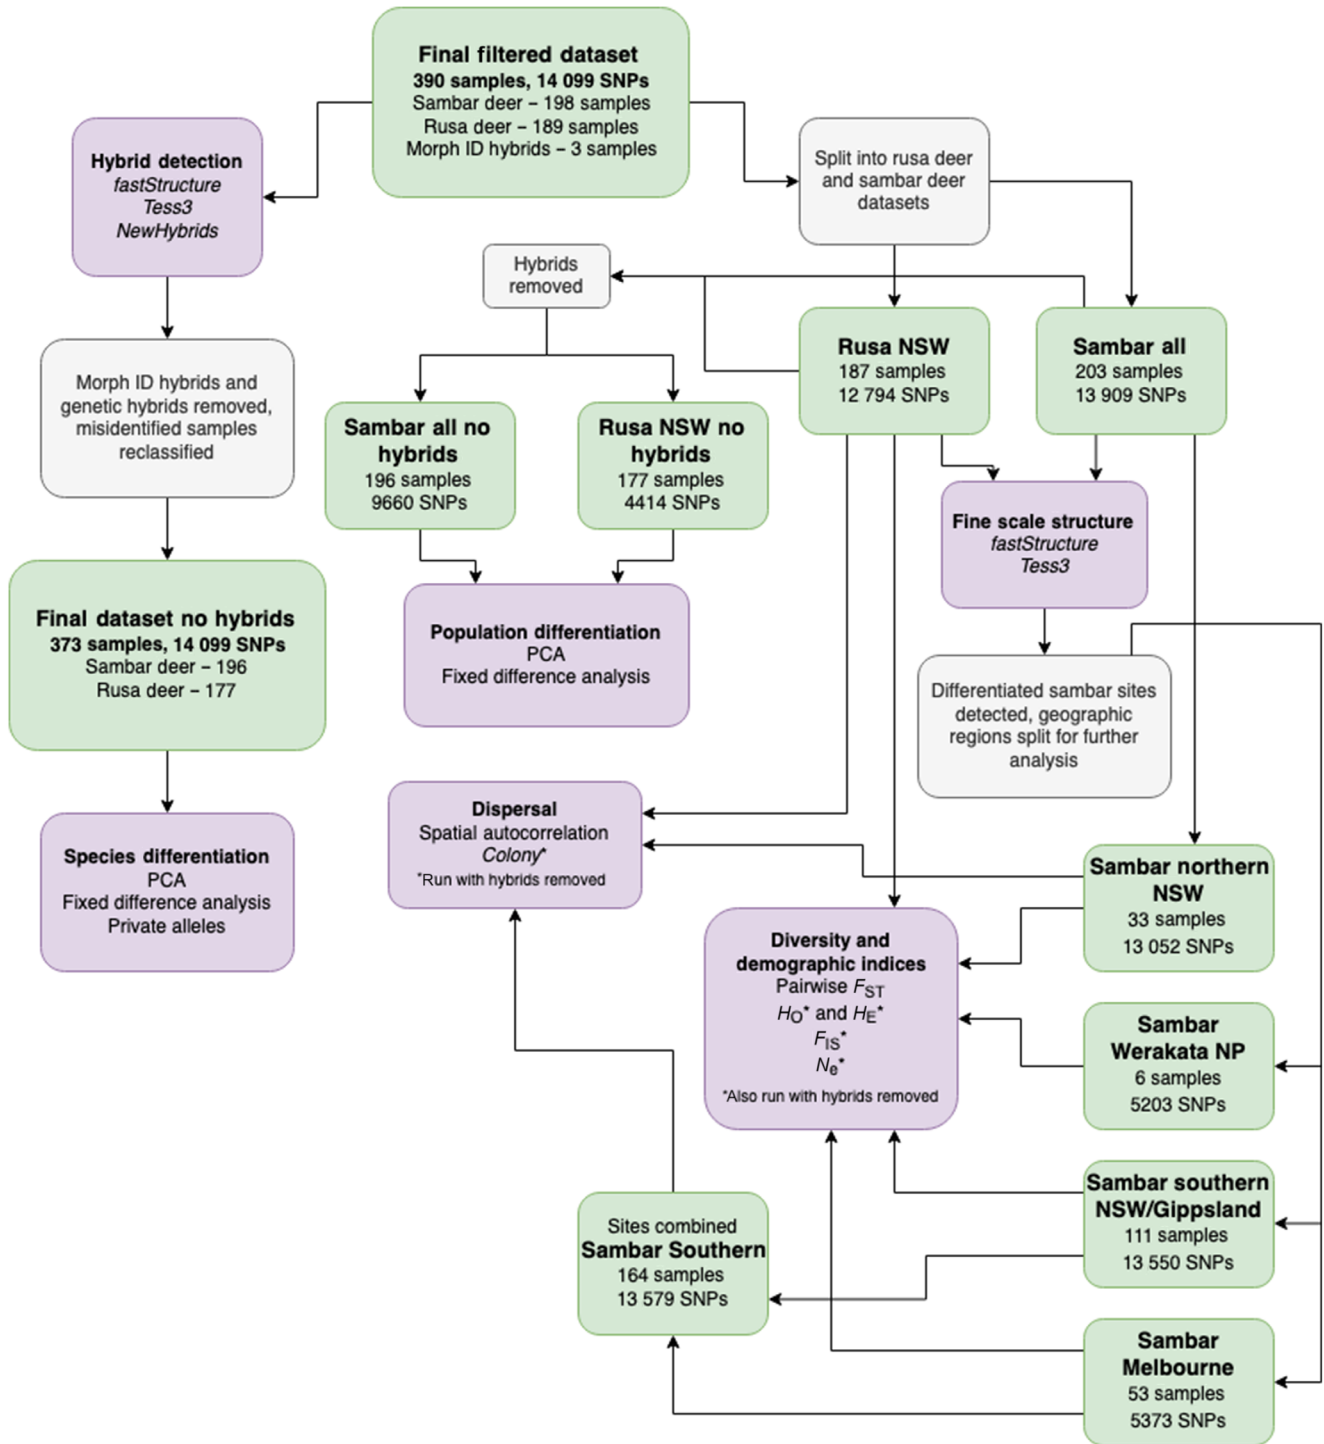 Final filtered dataset
390 samples, 14 099 SNPs
Sambar deer – 198 samples
Rusa deer – 189 samples
Morph ID hybrids – 3 samples
Hybrid detection
fastStructure
Tess3
NewHybrids
Split into rusa deer
and sambar deer
datasets
Hybrids
removed
Rusa NSW
187 samples
12 794 SNPs
Sambar all
203 samples
13 909 SNPs
Morph ID hybrids and
genetic hybrids removed,
misidentified samples
reclassified
Sambar all no
hybrids
196 samples
9660 SNPs
Rusa NSW no
hybrids
177 samples
4414 SNPs
Fine scale structure
fastStructure
Tess3
Final dataset no hybrids
373 samples, 14 099 SNPs
Sambar deer – 196
Rusa deer – 177
Population differentiation
PCA
Fixed difference analysis
Differentiated sambar sites
detected, geographic
regions split for further
analysis
Species differentiation
PCA
Fixed difference analysis
Private alleles
Dispersal
Spatial autocorrelation
Colony*
*Run with hybrids removed
Sambar northern
NSW
33 samples
13 052 SNPs
Diversity and
demographic indices
Pairwise FST
HO* and HE*
FIS*
Ne*
*Also run with hybrids removed
Sambar
Werakata NP
6 samples
5203 SNPs
Sambar southern
NSW/Gippsland
111 samples
13 550 SNPs
Sites combined
Sambar Southern
164 samples
13 579 SNPs
Sambar
Melbourne
53 samples
5373 SNPs